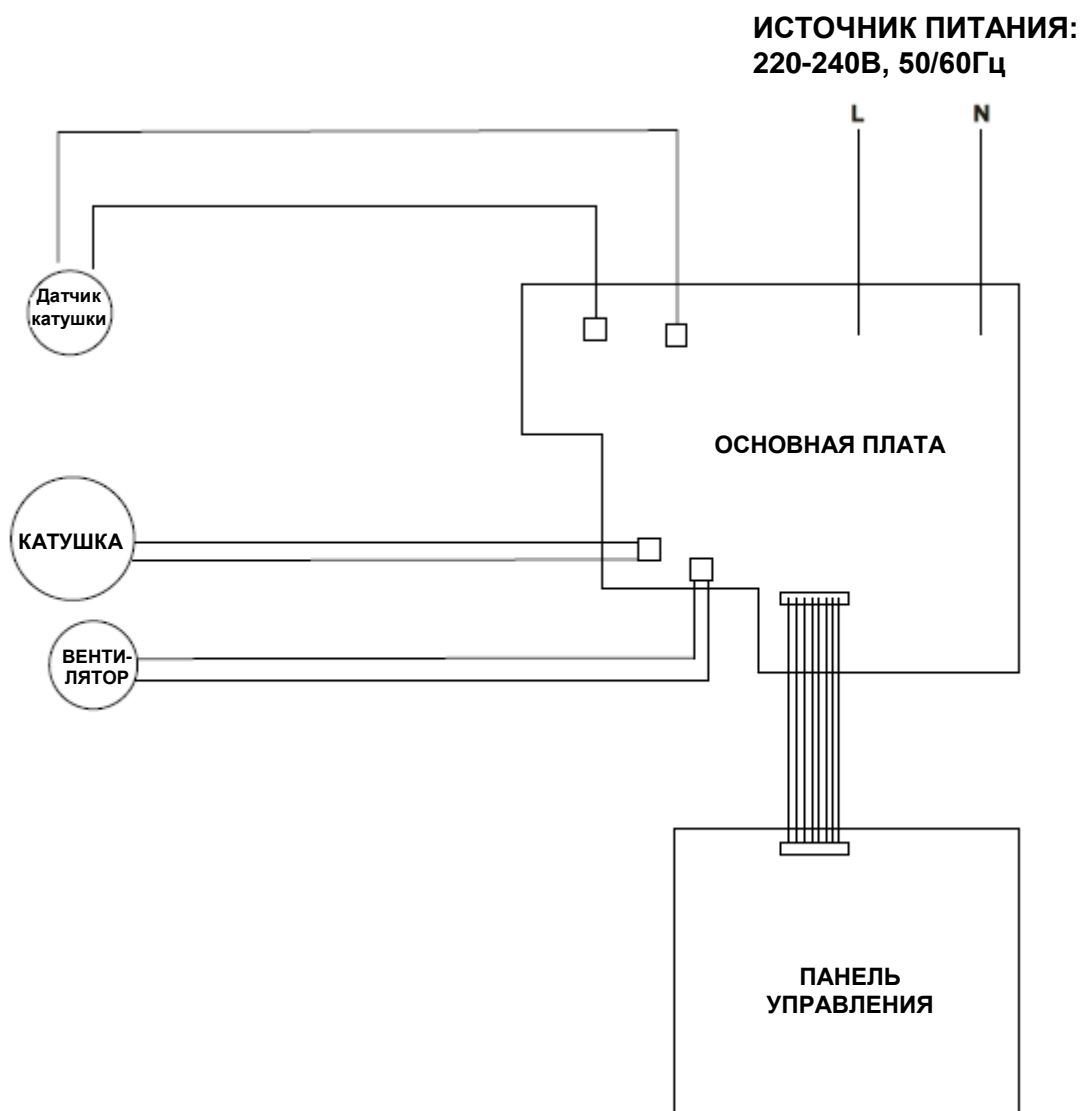 ИСТОЧНИК ПИТАНИЯ:
220-240В, 50/60Гц
L
N
Датчик
катушки
ОСНОВНАЯ ПЛАТА
КАТУШКА
ВЕНТИ-
ЛЯТОР
ПАНЕЛЬ
УПРАВЛЕНИЯ